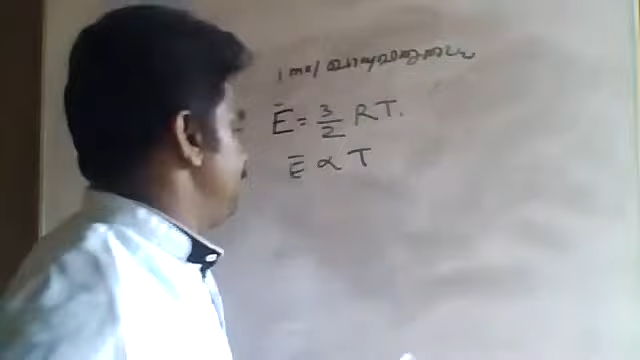 1 mol
Ē = 3/2 RT.
Ē ∝ T